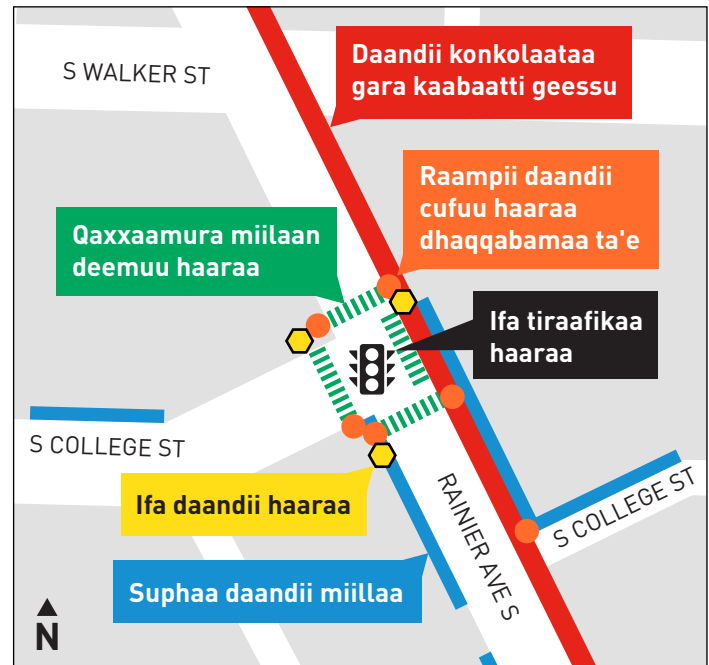 S WALKER ST
Daandii konkolaataa
gara kaabaatti geessu
Raampii daandii
cufuu haaraa
dhaqqabamaa ta'e
Qaxxaamura miilaan
deemuu haaraa
Ifa tiraafikaa
haaraa
S COLLEGE ST
Ifa daandii haaraa
RAINIER AVE S
S COLLEGE ST
Suphaa daandii miillaa
N